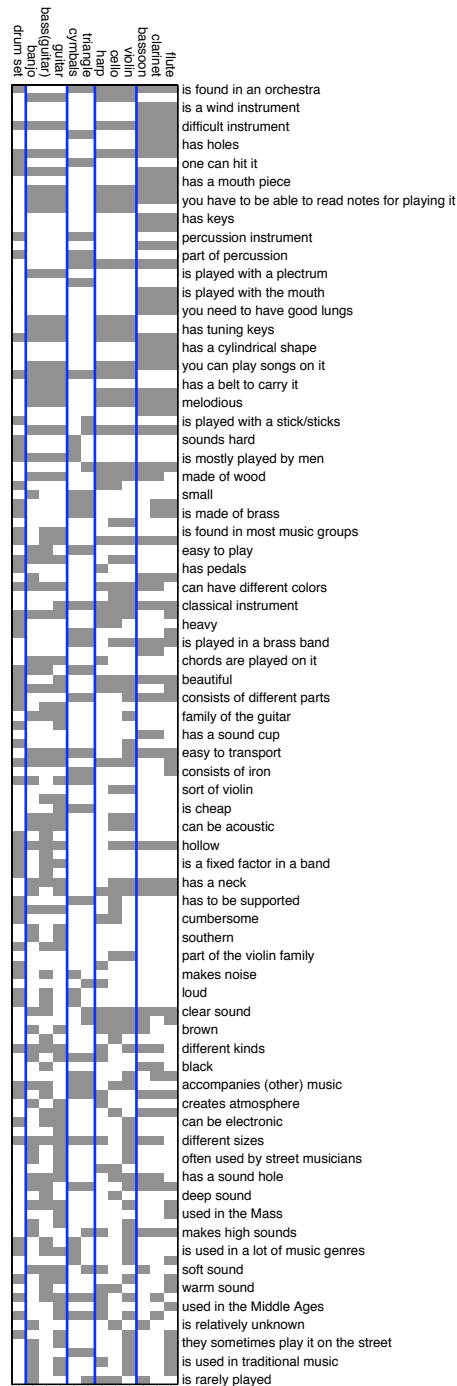 drum set
banjo
bass(guitar)
guitar
cymbals
triangle
harp
cello
violin
bassoon
clarinet
flute
is found in an orchestra
is a wind instrument
difficult instrument
has holes
one can hit it
has a mouth piece
you have to be able to read notes for playing it
has keys
percussion instrument
part of percussion
is played with a plectrum
is played with the mouth
you need to have good lungs
has tuning keys
has a cylindrical shape
you can play songs on it
has a belt to carry it
melodious
is played with a stick/sticks
sounds hard
is mostly played by men
made of wood
small
is made of brass
is found in most music groups
easy to play
has pedals
can have different colors
classical instrument
heavy
is played in a brass band
chords are played on it
beautiful
consists of different parts
family of the guitar
has a sound cup
easy to transport
consists of iron
sort of violin
is cheap
can be acoustic
hollow
is a fixed factor in a band
has a neck
has to be supported
cumbersome
southern
part of the violin family
makes noise
loud
clear sound
brown
different kinds
black
accompanies (other) music
creates atmosphere
can be electronic
different sizes
often used by street musicians
has a sound hole
deep sound
used in the Mass
makes high sounds
is used in a lot of music genres
soft sound
warm sound
used in the Middle Ages
is relatively unknown
they sometimes play it on the street
is used in traditional music
is rarely played